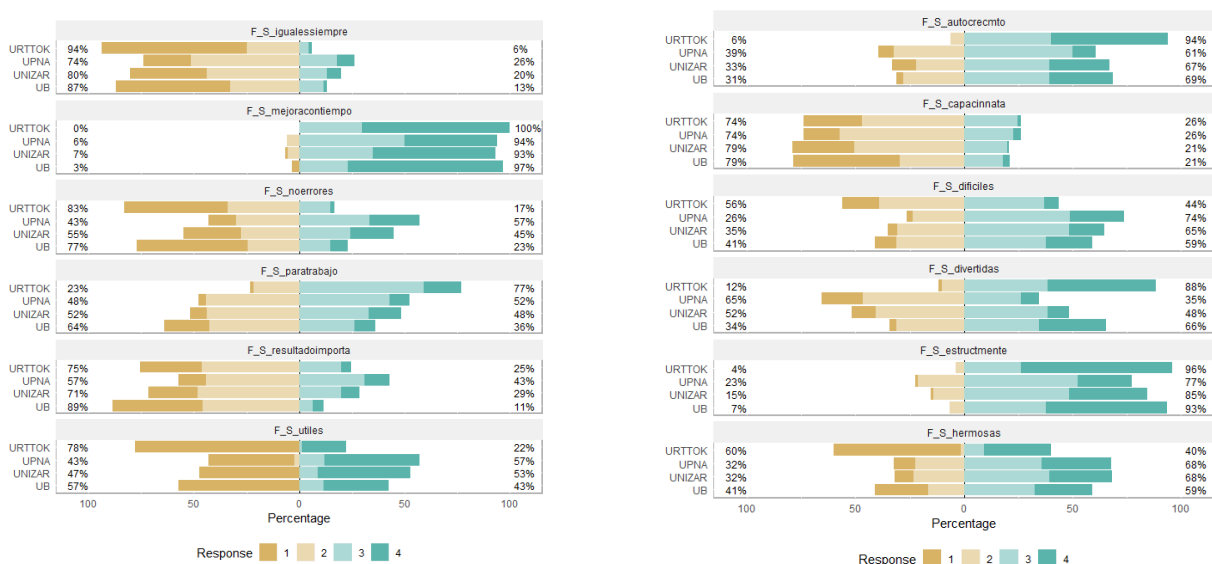 F_S_igualessiempre
URTTOK 94% 6%
UPNA 74% 26%
UNIZAR 80% 20%
UB 87% 13%
F_S_mejoracontiempo
URTTOK 0% 100%
UPNA 6% 94%
UNIZAR 7% 93%
UB 3% 97%
F_S_noerrores
URTTOK 83% 17%
UPNA 43% 57%
UNIZAR 55% 45%
UB 77% 23%
F_S_paratrabajo
URTTOK 23% 77%
UPNA 48% 52%
UNIZAR 52% 48%
UB 64% 36%
F_S_resultadoimporta
URTTOK 75% 25%
UPNA 57% 43%
UNIZAR 71% 29%
UB 89% 11%
F_S_utiles
URTTOK 78% 22%
UPNA 43% 57%
UNIZAR 47% 53%
UB 57% 43%
100 50 0 50 100
Percentage
Response 1 2 3 4
F_S_autocrecmto
URTTOK 6% 94%
UPNA 39% 61%
UNIZAR 33% 67%
UB 31% 69%
F_S_capacinnata
URTTOK 74% 26%
UPNA 74% 26%
UNIZAR 79% 21%
UB 79% 21%
F_S_dificiles
URTTOK 56% 44%
UPNA 26% 74%
UNIZAR 35% 65%
UB 41% 59%
F_S_divertidas
URTTOK 12% 88%
UPNA 65% 35%
UNIZAR 52% 48%
UB 34% 66%
F_S_estructmente
URTTOK 4% 96%
UPNA 23% 77%
UNIZAR 15% 85%
UB 7% 93%
F_S_hermosas
URTTOK 60% 40%
UPNA 32% 68%
UNIZAR 32% 68%
UB 41% 59%
100 50 0 50 100
Percentage
Response 1 2 3 4